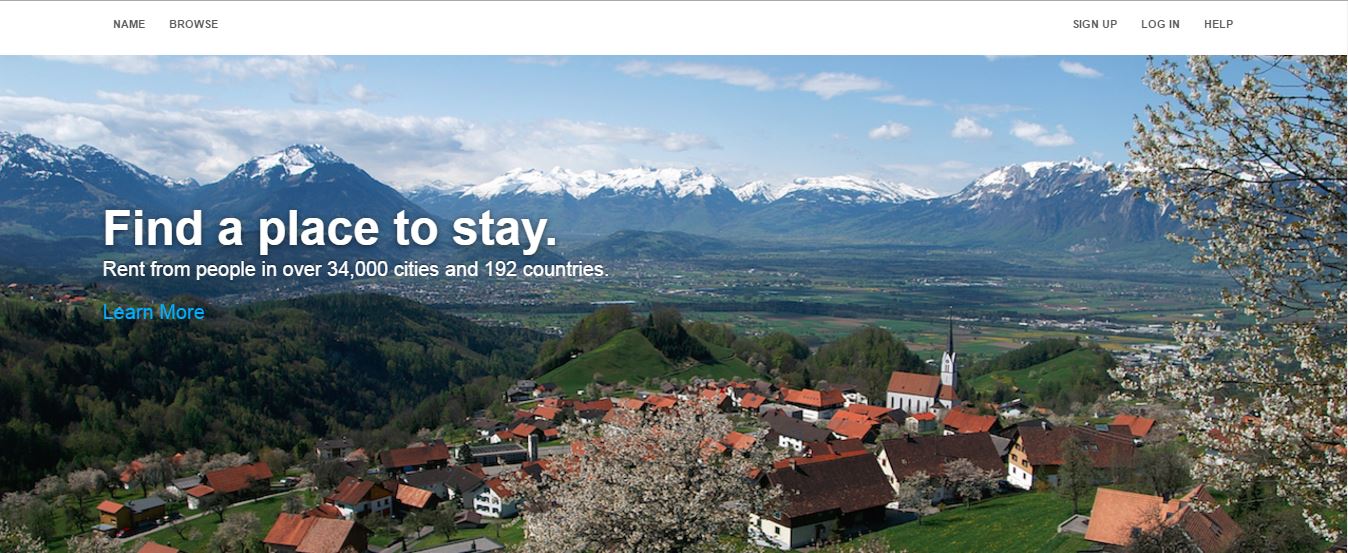 NAME BROWSE SIGN UP LOG IN HELP
Find a place to stay.
Rent from people in over 34,000 cities and 192 countries.
Learn More